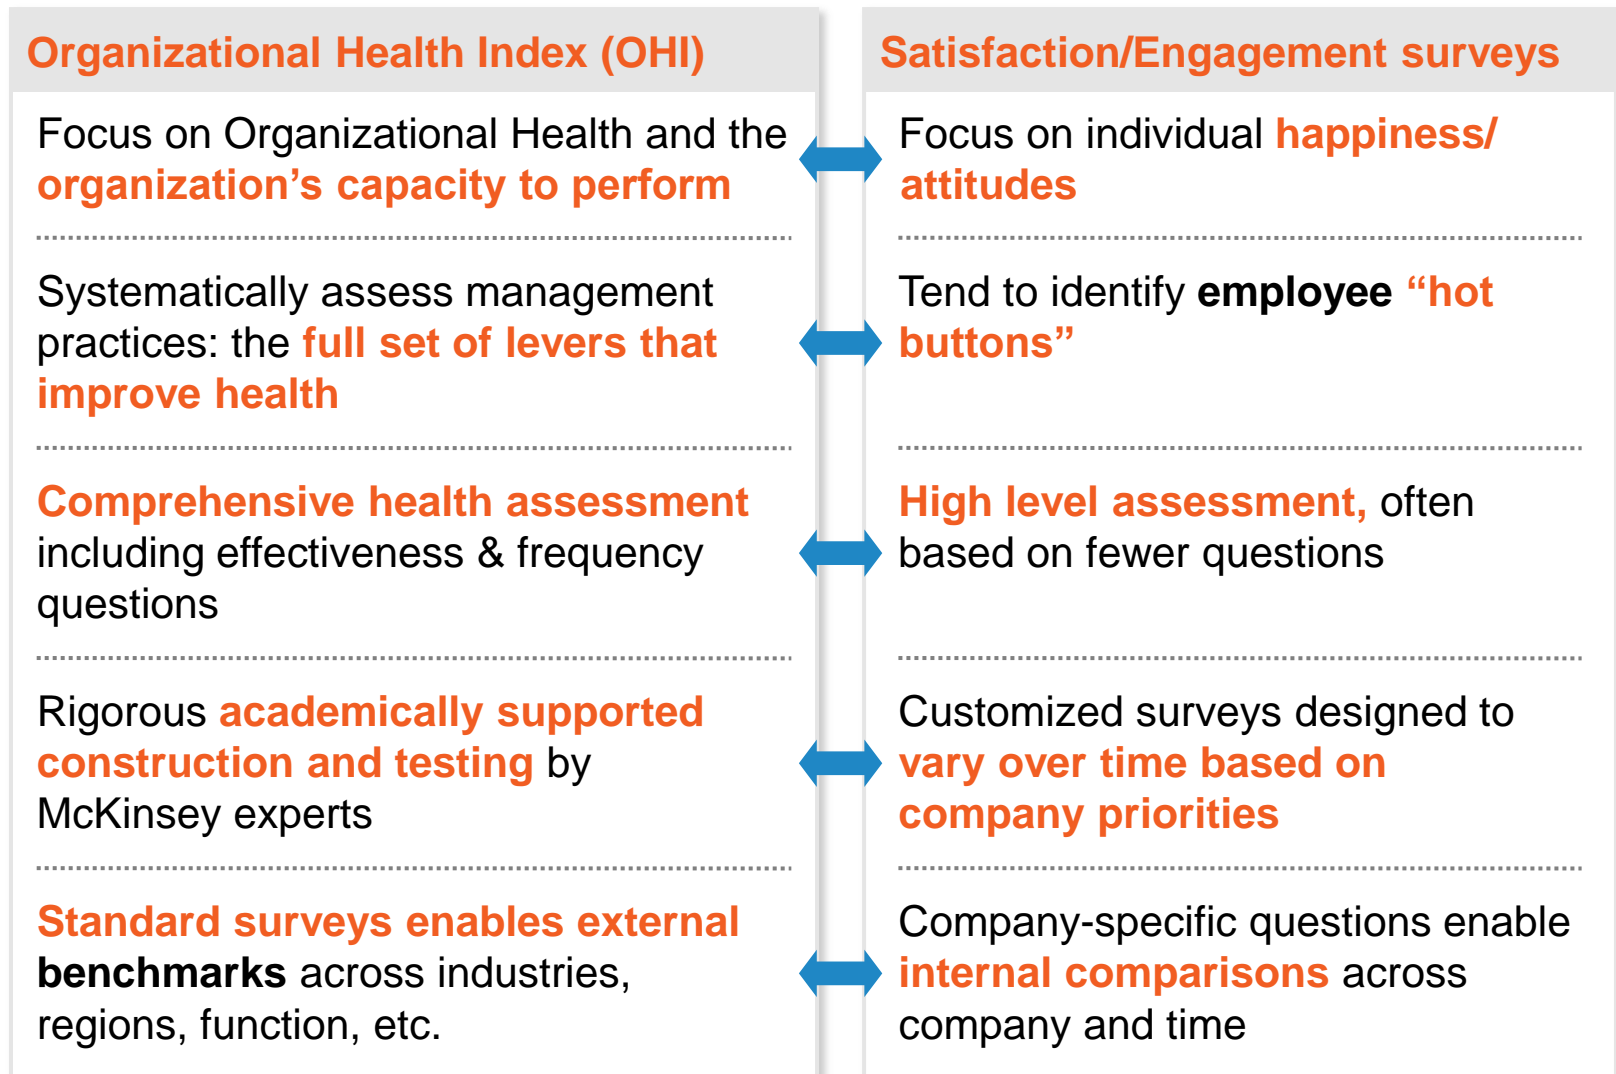 Organizational Health Index (OHI)
Focus on Organizational Health and the
organization’s capacity to perform
Systematically assess management
practices: the full set of levers that
improve health
Comprehensive health assessment
including effectiveness & frequency
questions
Rigorous academically supported
construction and testing by
McKinsey experts
Standard surveys enables external
benchmarks across industries,
regions, function, etc.
Satisfaction/Engagement surveys
Focus on individual happiness/
attitudes
Tend to identify employee “hot
buttons”
High level assessment, often
based on fewer questions
Customized surveys designed to
vary over time based on
company priorities
Company-specific questions enable
internal comparisons across
company and time